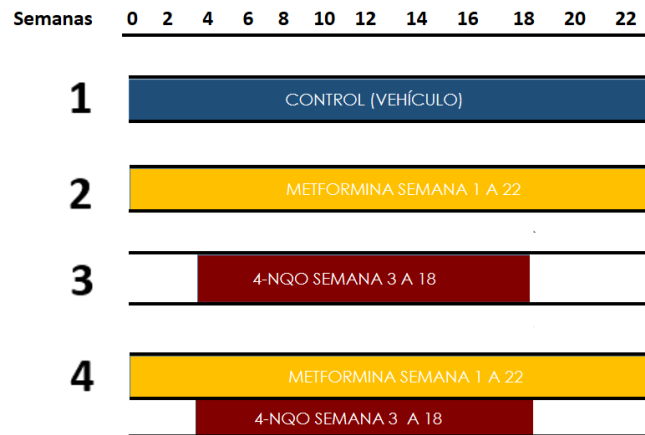 Semanas 0 2 4 6 8 10 12 14 16 18 20 22
1 CONTROL (VEHÍCULO)
2 METFORMINA SEMANA 1 A 22
3 4-NQO SEMANA 3 A 18
4 METFORMINA SEMANA 1 A 22
4-NQO SEMANA 3 A 18